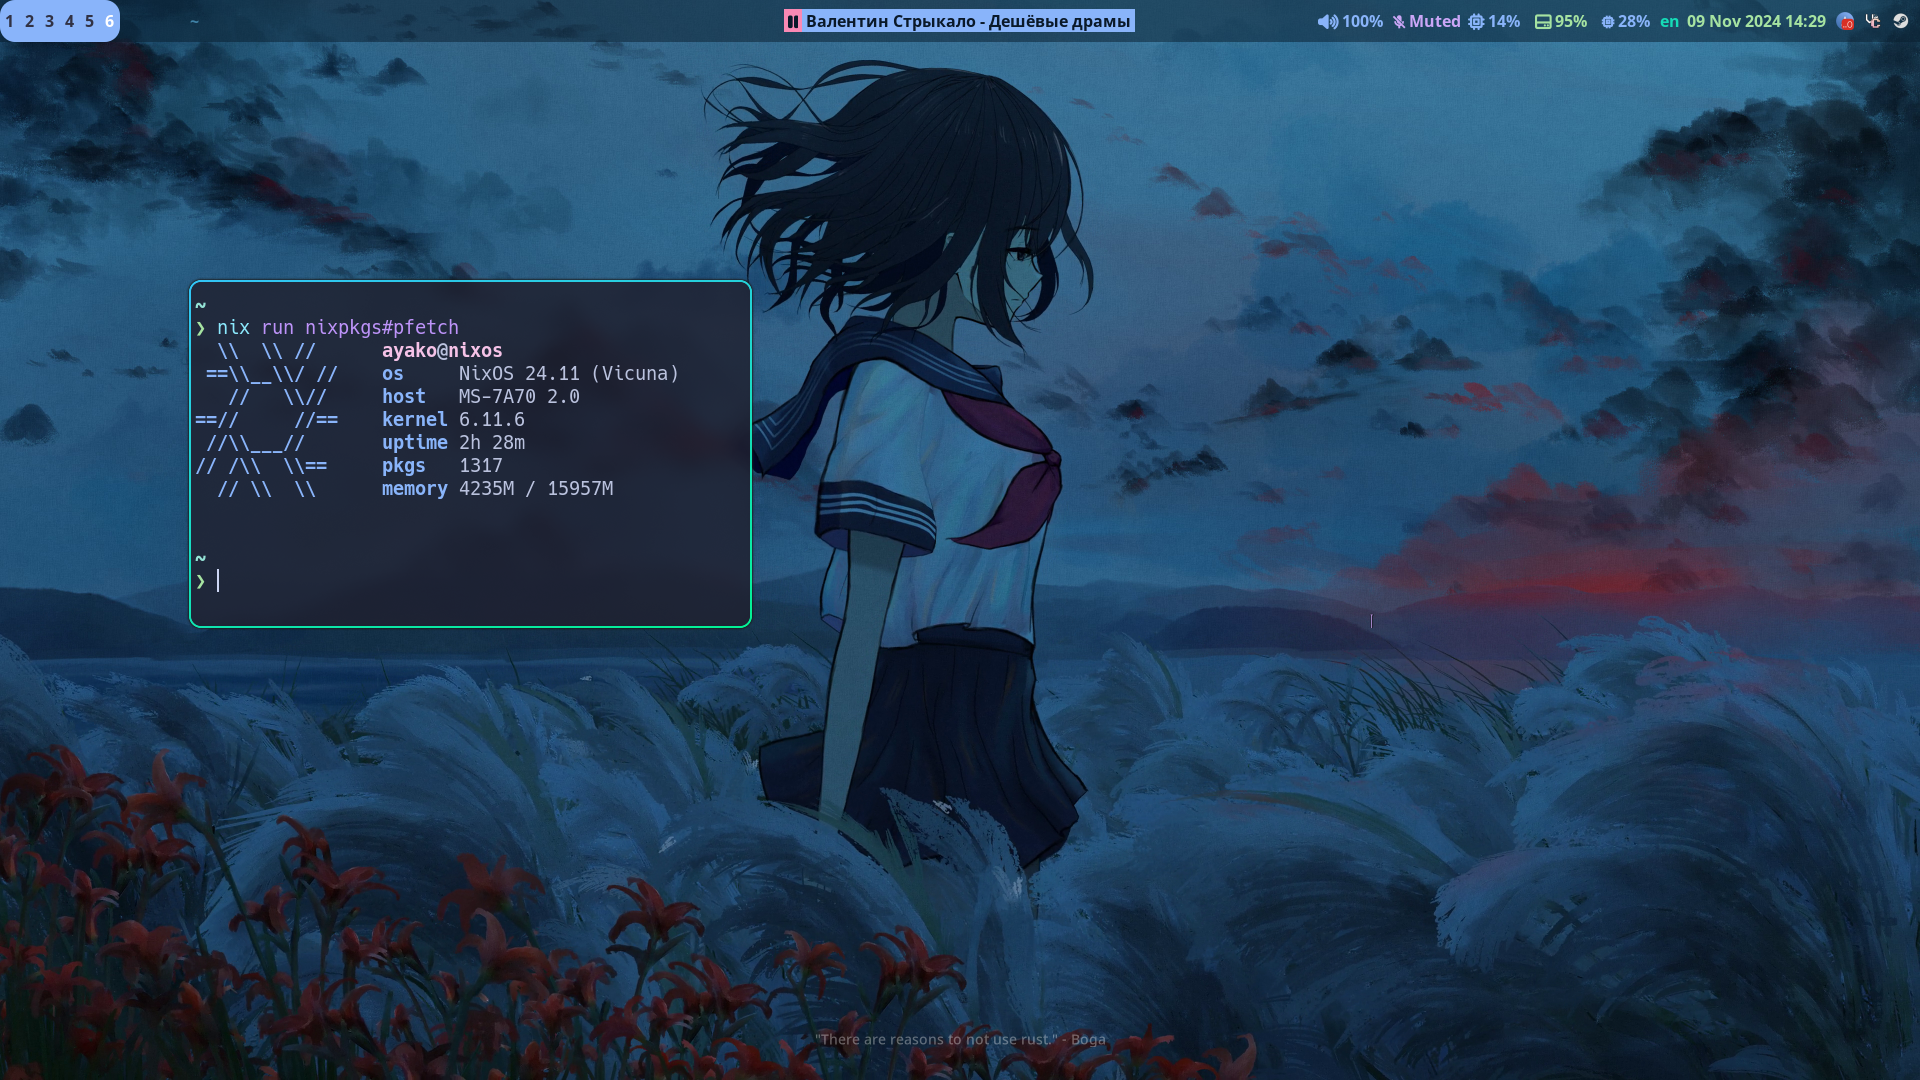 1 2 3 4 5 6
~
Валентин Стрыкало - Дешёвые драмы
100% Muted 14% 95% 28% en 09 Nov 2024 14:29
~
❯ nix run nixpkgs#pfetch
  \\  \\ //      ayako@nixos
 ==\\__\\/ //    os     NixOS 24.11 (Vicuna)
   //   \\//     host   MS-7A70 2.0
==//     //==    kernel 6.11.6
 //\\___//       uptime 2h 28m
// /\\  \\==     pkgs   1317
  // \\  \\      memory 4235M / 15957M
~
❯
"There are reasons to not use rust." - Boga